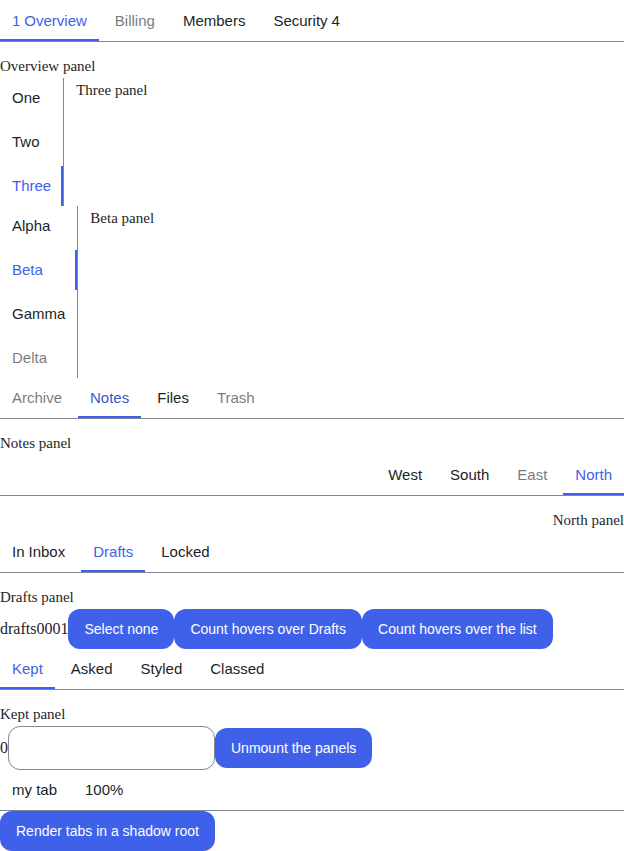 1 Overview Billing Members Security 4
Overview panel
One
Three panel
Two
Three
Alpha
Beta panel
Beta
Gamma
Delta
Archive Notes Files Trash
Notes panel
West South East North
North panel
In Inbox Drafts Locked
Drafts panel
drafts0001 Select none Count hovers over Drafts Count hovers over the list
Kept Asked Styled Classed
Kept panel
0 Unmount the panels
my tab 100%
Render tabs in a shadow root